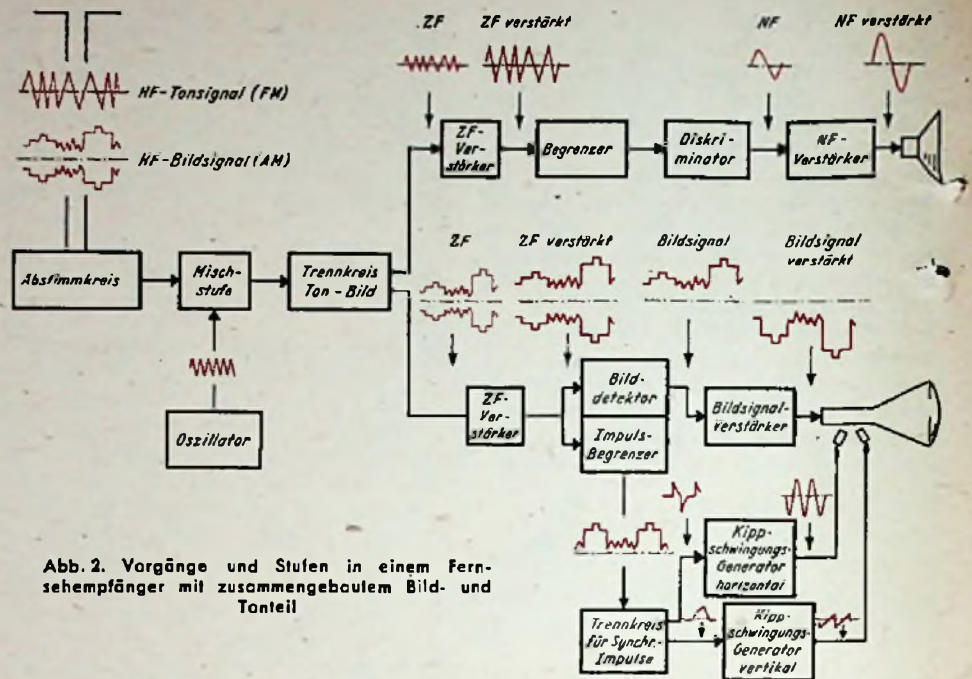 ZF
ZF verstärkt
NF
NF verstärkt
HF-Tonsignal (FM)
HF-Bildsignal (AM)
ZF-
Ver-
stärker
Begrenzer
Diskri-
minator
NF-
Verstärker
Abstimmkreis
Misch-
stufe
Trennkreis
Ton-Bild
ZF
ZF verstärkt
Bildsignal
Bildsignal
verstärkt
Oszillator
ZF-
Ver-
stärker
Bild-
detektor
Impuls-
Begrenzer
Bildsignal-
verstärker
Kipp-
schwingungs-
Generator
horizontal
Trennkreis
für Synchr.-
Impulse
Kipp-
schwingungs-
Generator
vertikal
Abb. 2. Vorgänge und Stufen in einem Fern-
sehempfänger mit zusammengebautem Bild- und
Tonteil